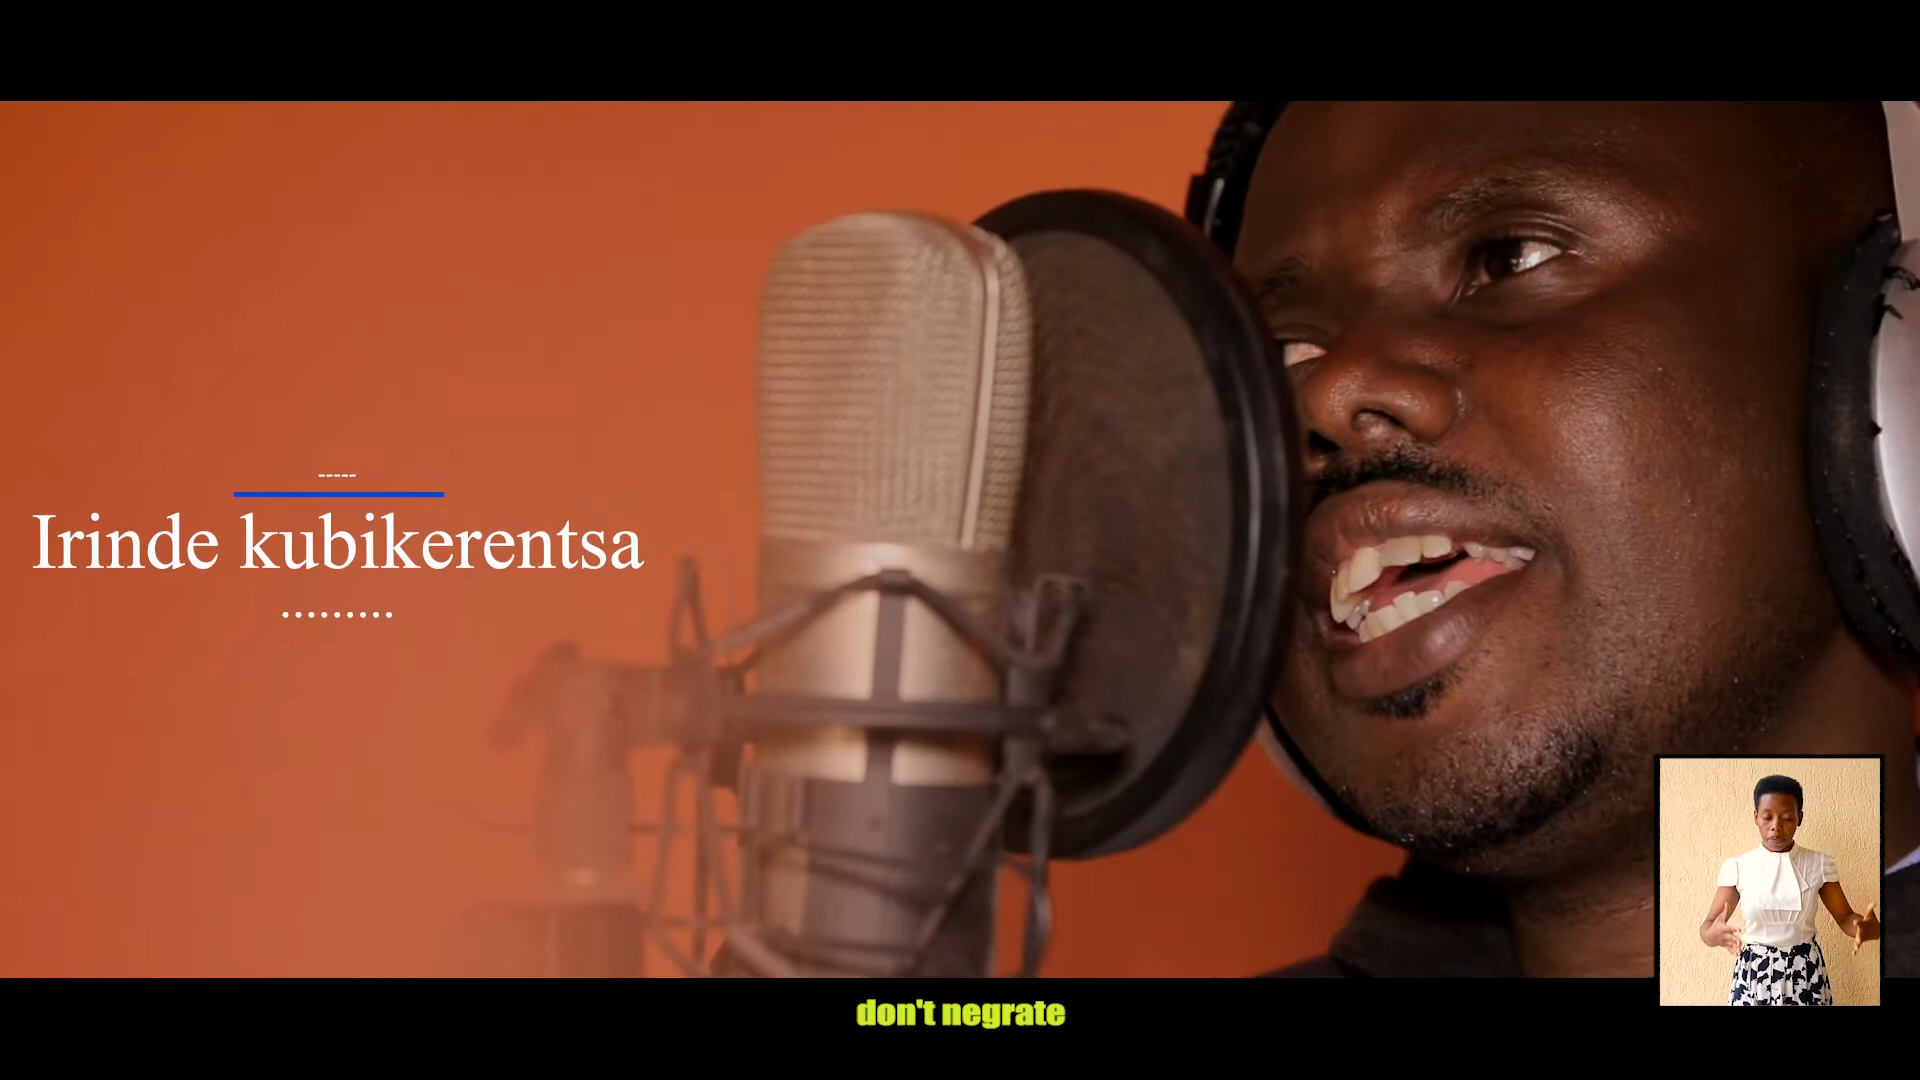 -----
Irinde kubikerentsa
.........
don't negrate